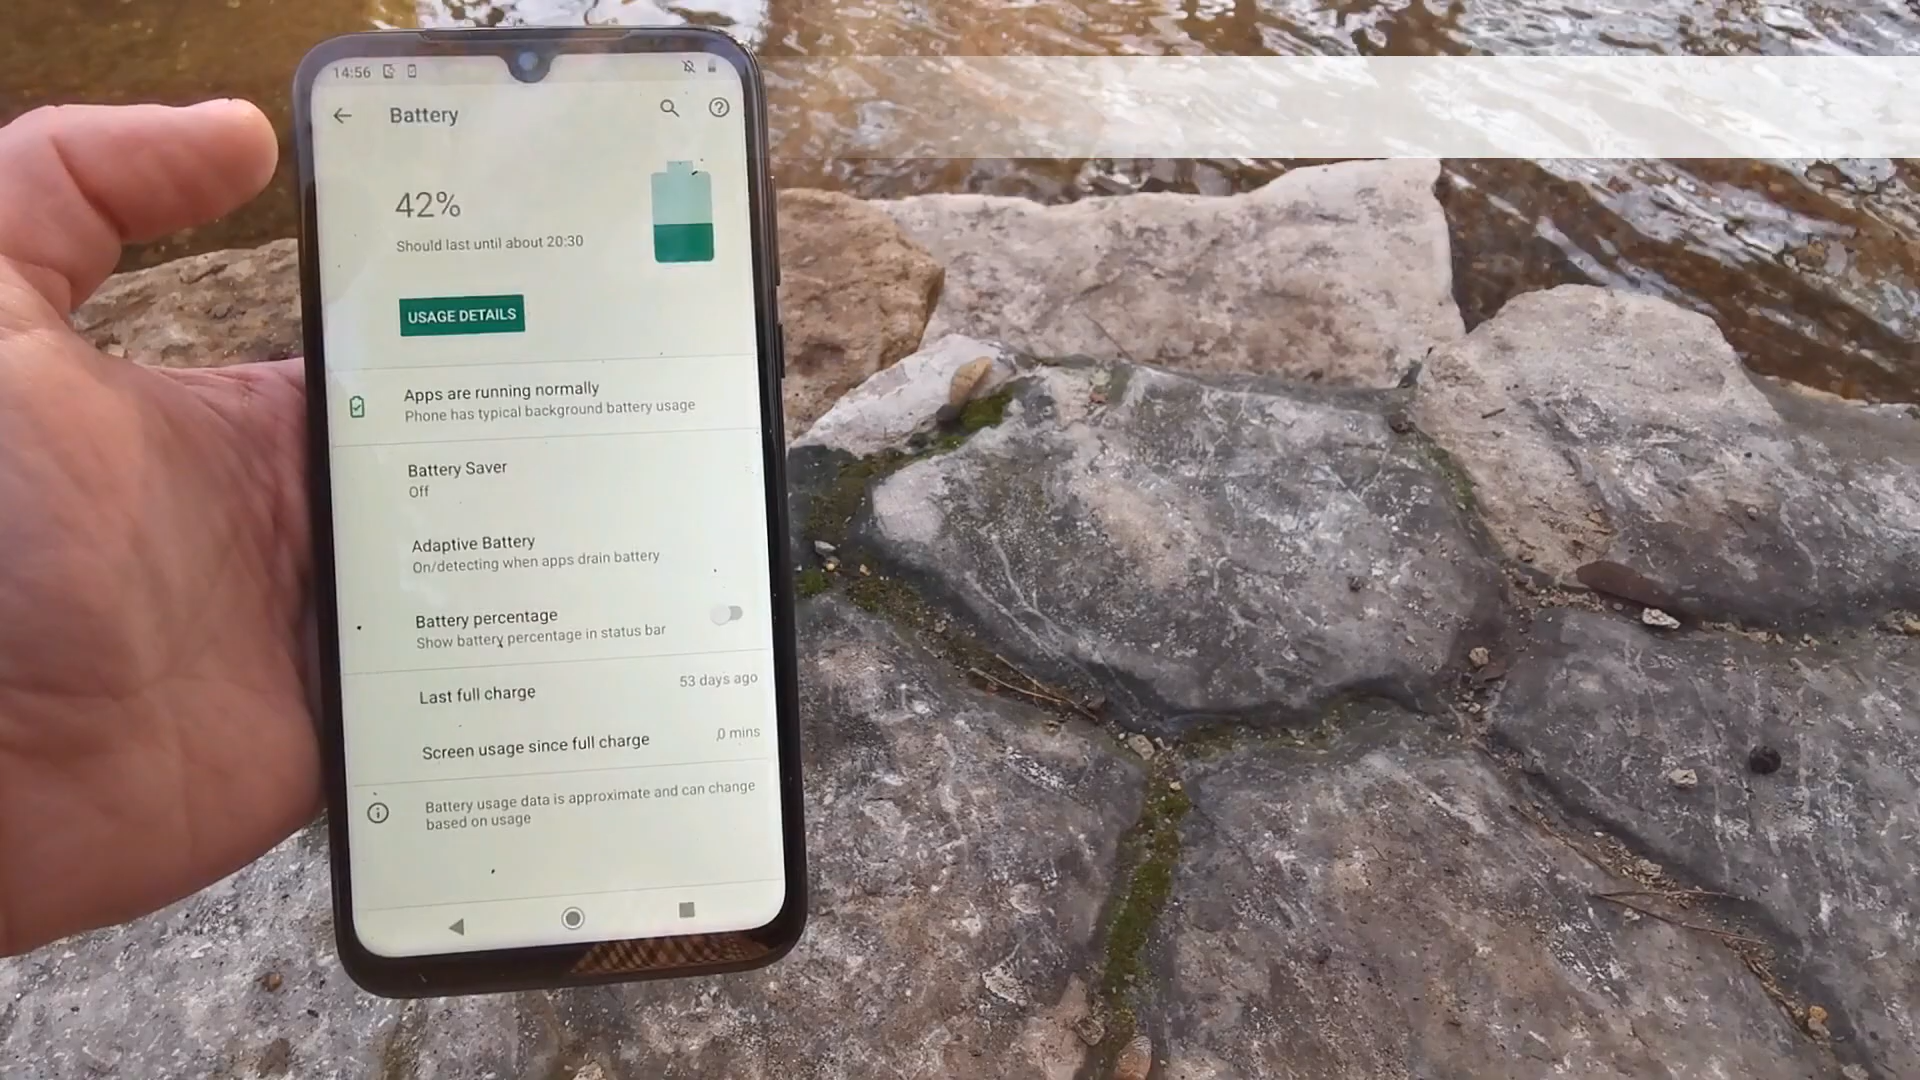 14:56
Battery
42%
Should last until about 20:30
USAGE DETAILS
Apps are running normally
Phone has typical background battery usage
Battery Saver
Off
Adaptive Battery
On/detecting when apps drain battery
Battery percentage
Show battery percentage in status bar
Last full charge
53 days ago
Screen usage since full charge
0 mins
Battery usage data is approximate and can change
based on usage